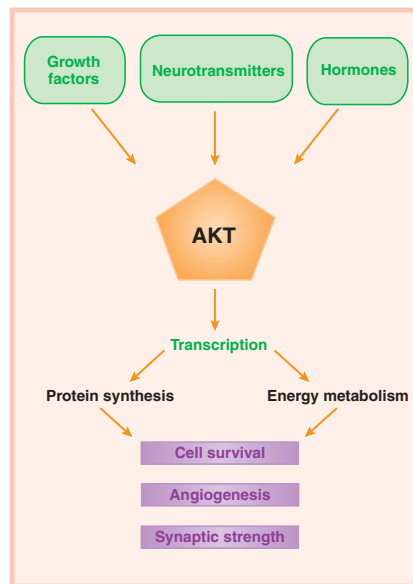 Growth
factors
Neurotransmitters
Hormones
AKT
Transcription
Protein synthesis
Energy metabolism
Cell survival
Angiogenesis
Synaptic strength